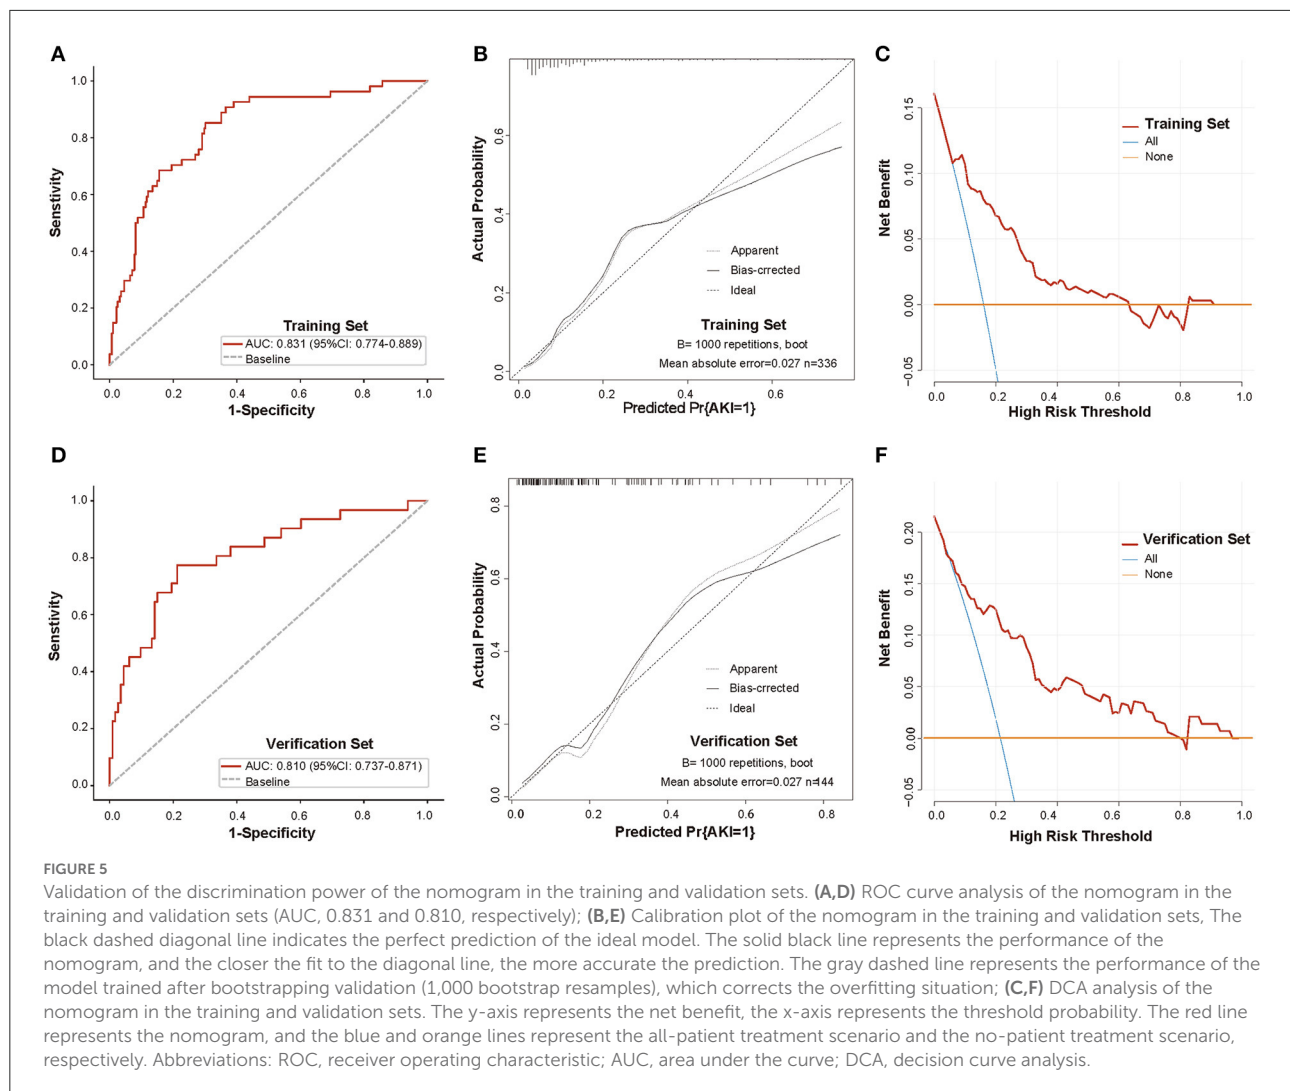 A
1.0
0.8
0.6
0.4
0.2
0.0
Senstivity
Training Set
AUC: 0.831 (95%CI: 0.774-0.889)
Baseline
0.0 0.2 0.4 0.6 0.8 1.0
1-Specificity
B
0.6
0.4
0.2
0.0
Actual Probability
Apparent
Bias-crrected
Ideal
Training Set
B= 1000 repetitions, boot
Mean absolute error=0.027 n=336
0.0 0.2 0.4 0.6
Predicted Pr{AKI=1}
C
0.15
0.10
0.05
0.00
−0.05
Net Benefit
Training Set
All
None
0.0 0.2 0.4 0.6 0.8 1.0
High Risk Threshold
D
1.0
0.8
0.6
0.4
0.2
0.0
Senstivity
Verification Set
AUC: 0.810 (95%CI: 0.737-0.871)
Baseline
0.0 0.2 0.4 0.6 0.8 1.0
1-Specificity
E
0.8
0.6
0.4
0.2
0.0
Actual Probability
Apparent
Bias-crrected
Ideal
Verification Set
B= 1000 repetitions, boot
Mean absolute error=0.027 n=144
0.0 0.2 0.4 0.6 0.8
Predicted Pr{AKI=1}
F
0.20
0.15
0.10
0.05
0.00
−0.05
Net Benefit
Verification Set
All
None
0.0 0.2 0.4 0.6 0.8 1.0
High Risk Threshold
FIGURE 5
Validation of the discrimination power of the nomogram in the training and validation sets. (A,D) ROC curve analysis of the nomogram in the
training and validation sets (AUC, 0.831 and 0.810, respectively); (B,E) Calibration plot of the nomogram in the training and validation sets, The
black dashed diagonal line indicates the perfect prediction of the ideal model. The solid black line represents the performance of the
nomogram, and the closer the fit to the diagonal line, the more accurate the prediction. The gray dashed line represents the performance of the
model trained after bootstrapping validation (1,000 bootstrap resamples), which corrects the overfitting situation; (C,F) DCA analysis of the
nomogram in the training and validation sets. The y-axis represents the net benefit, the x-axis represents the threshold probability. The red line
represents the nomogram, and the blue and orange lines represent the all-patient treatment scenario and the no-patient treatment scenario,
respectively. Abbreviations: ROC, receiver operating characteristic; AUC, area under the curve; DCA, decision curve analysis.